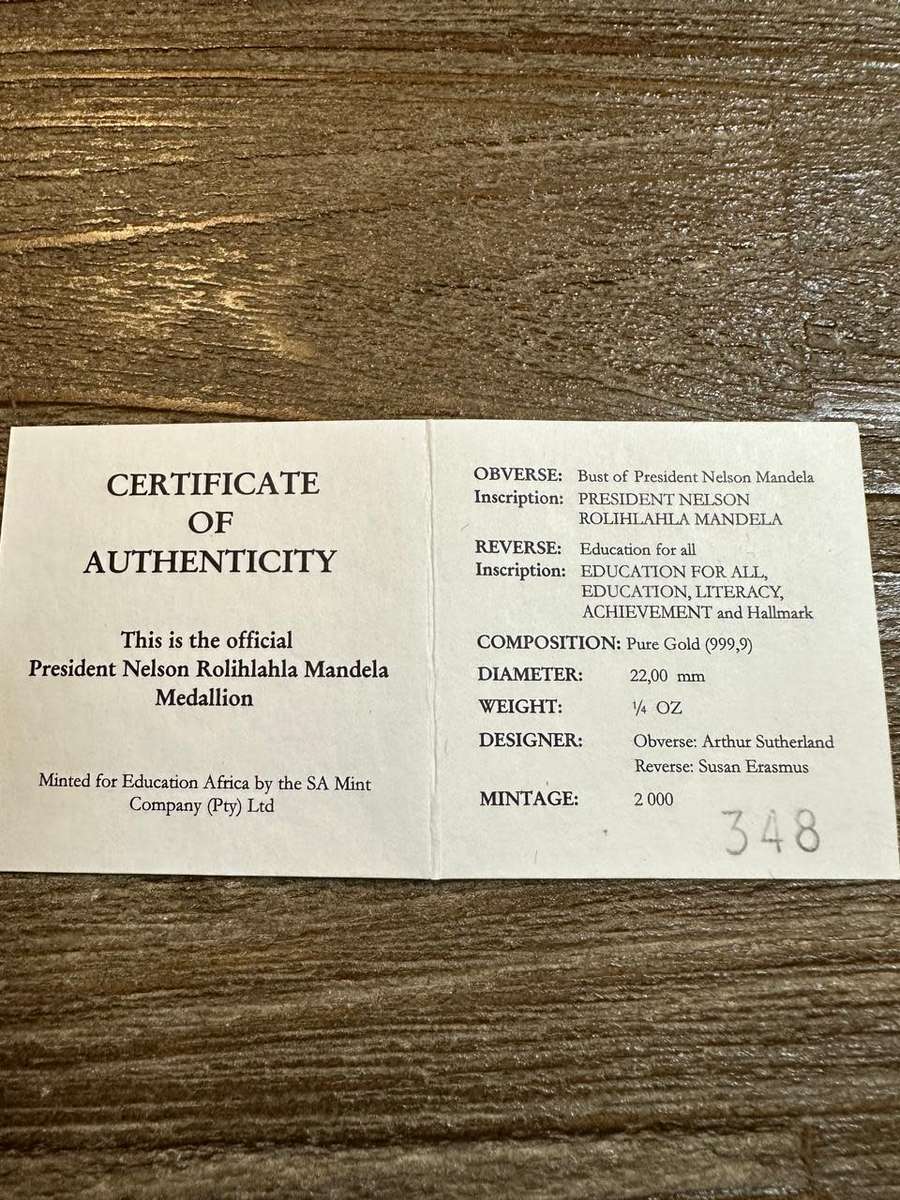 CERTIFICATE
OF
AUTHENTICITY
This is the official
President Nelson Rolihlahla Mandela
Medallion
Minted for Education Africa by the SA Mint
Company (Pty) Ltd
OBVERSE: Bust of President Nelson Mandela
Inscription: PRESIDENT NELSON
ROLIHLAHLA MANDELA
REVERSE: Education for all
Inscription: EDUCATION FOR ALL,
EDUCATION, LITERACY,
ACHIEVEMENT and Hallmark
COMPOSITION: Pure Gold (999,9)
DIAMETER: 22,00 mm
WEIGHT: ¼ OZ
DESIGNER: Obverse: Arthur Sutherland
Reverse: Susan Erasmus
MINTAGE: 2 000
348